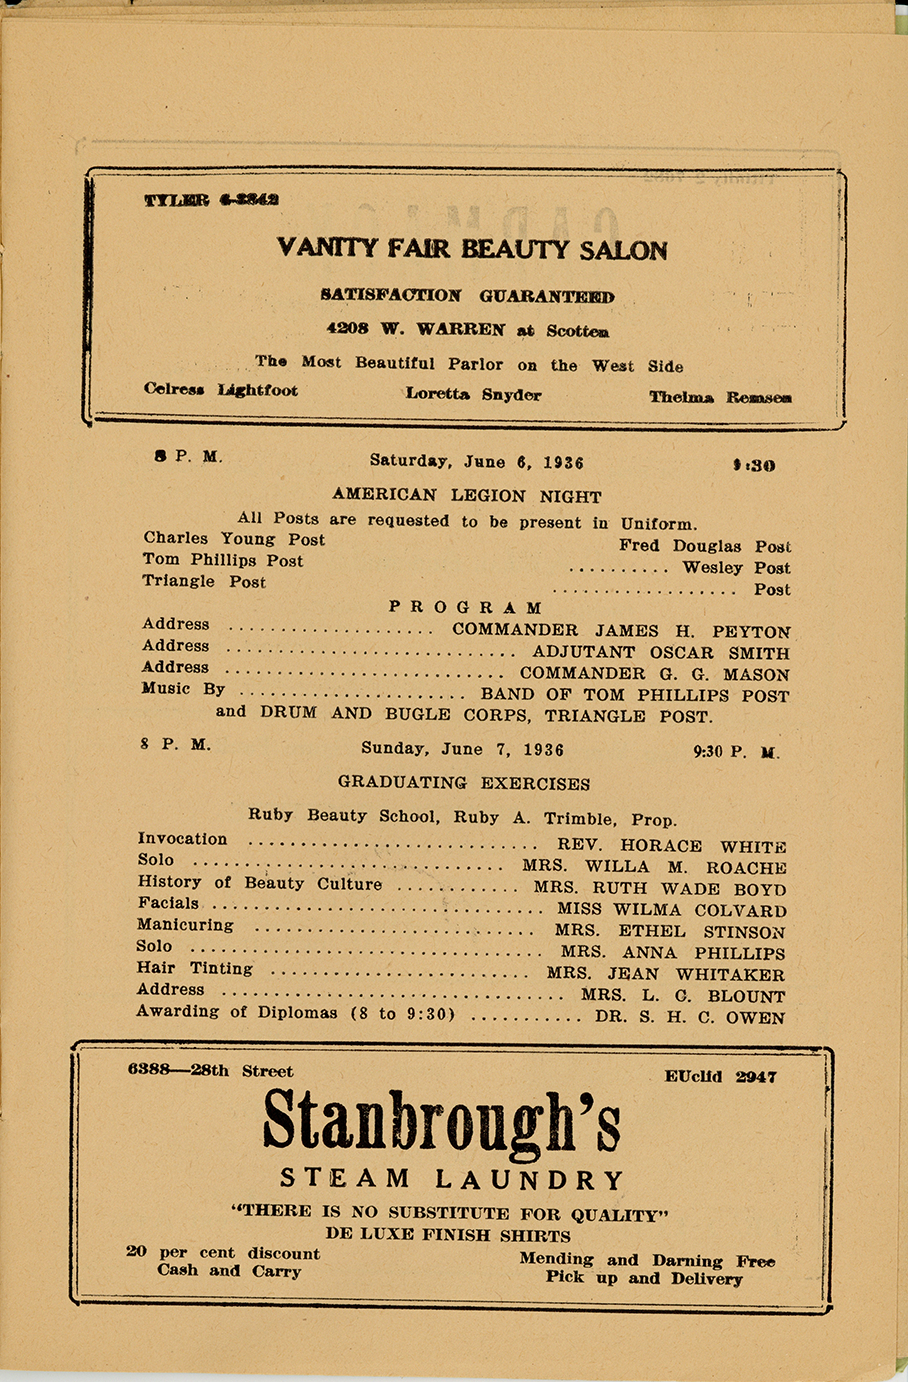 TYLER 6-3842
VANITY FAIR BEAUTY SALON
SATISFACTION GUARANTEED
4208 W. WARREN at Scotten
The Most Beautiful Parlor on the West Side
Celress Lightfoot Loretta Snyder Thelma Remsen
8 P. M. Saturday, June 6, 1936 9:30
AMERICAN LEGION NIGHT
All Posts are requested to be present in Uniform.
Charles Young Post Fred Douglas Post
Tom Phillips Post .......... Wesley Post
Triangle Post .................. Post
PROGRAM
Address .................... COMMANDER JAMES H. PEYTON
Address ............................ ADJUTANT OSCAR SMITH
Address ........................... COMMANDER G. G. MASON
Music By ...................... BAND OF TOM PHILLIPS POST
and DRUM AND BUGLE CORPS, TRIANGLE POST.
8 P. M. Sunday, June 7, 1936 9:30 P. M.
GRADUATING EXERCISES
Ruby Beauty School, Ruby A. Trimble, Prop.
Invocation ............................ REV. HORACE WHITE
Solo .............................. MRS. WILLA M. ROACHE
History of Beauty Culture ............ MRS. RUTH WADE BOYD
Facials ................................ MISS WILMA COLVARD
Manicuring ........................... MRS. ETHEL STINSON
Solo .................................. MRS. ANNA PHILLIPS
Hair Tinting ......................... MRS. JEAN WHITAKER
Address ................................. MRS. L. C. BLOUNT
Awarding of Diplomas (8 to 9:30) ........... DR. S. H. C. OWEN
6388—28th Street EUclid 2947
Stanbrough's
STEAM LAUNDRY
"THERE IS NO SUBSTITUTE FOR QUALITY"
DE LUXE FINISH SHIRTS
20 per cent discount Mending and Darning Free
Cash and Carry Pick up and Delivery